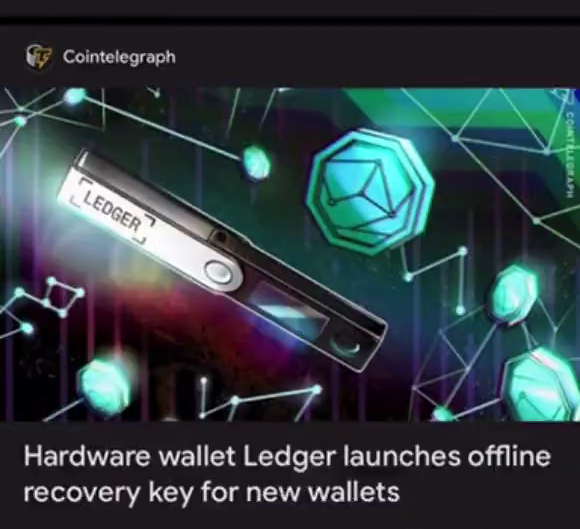 Cointelegraph
COINTELEGRAPH
LEDGER
Hardware wallet Ledger launches offline
recovery key for new wallets